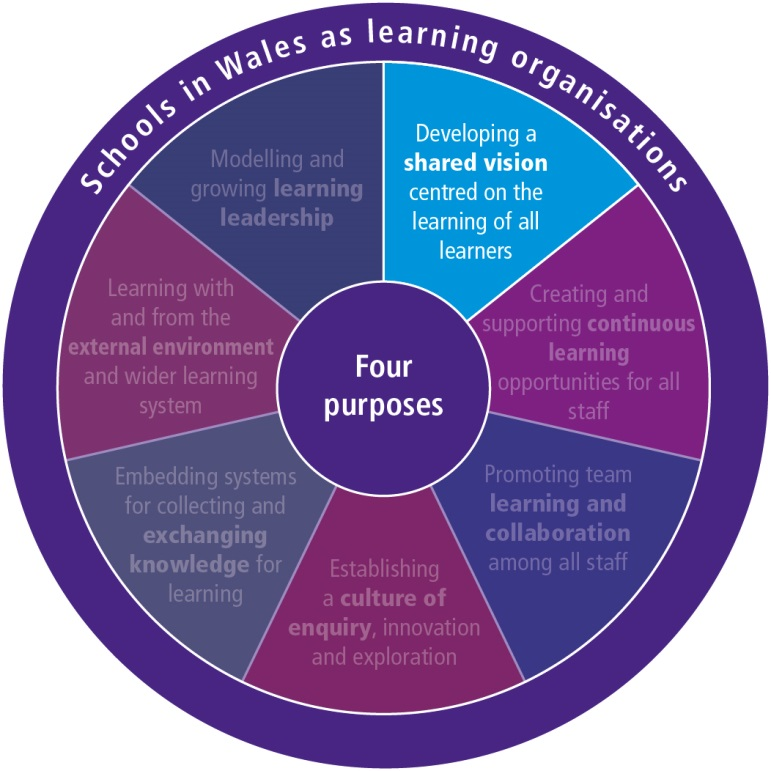 Schools in Wales as learning organisations
Developing a
shared vision
centred on the
learning of all
learners
Creating and
supporting continuous
learning
opportunities for all
staff
Promoting team
learning and
collaboration
among all staff
Establishing
a culture of
enquiry, innovation
and exploration
Embedding systems
for collecting and
exchanging
knowledge for
learning
Learning with
and from the
external environment
and wider learning
system
Modelling and
growing learning
leadership
Four
purposes